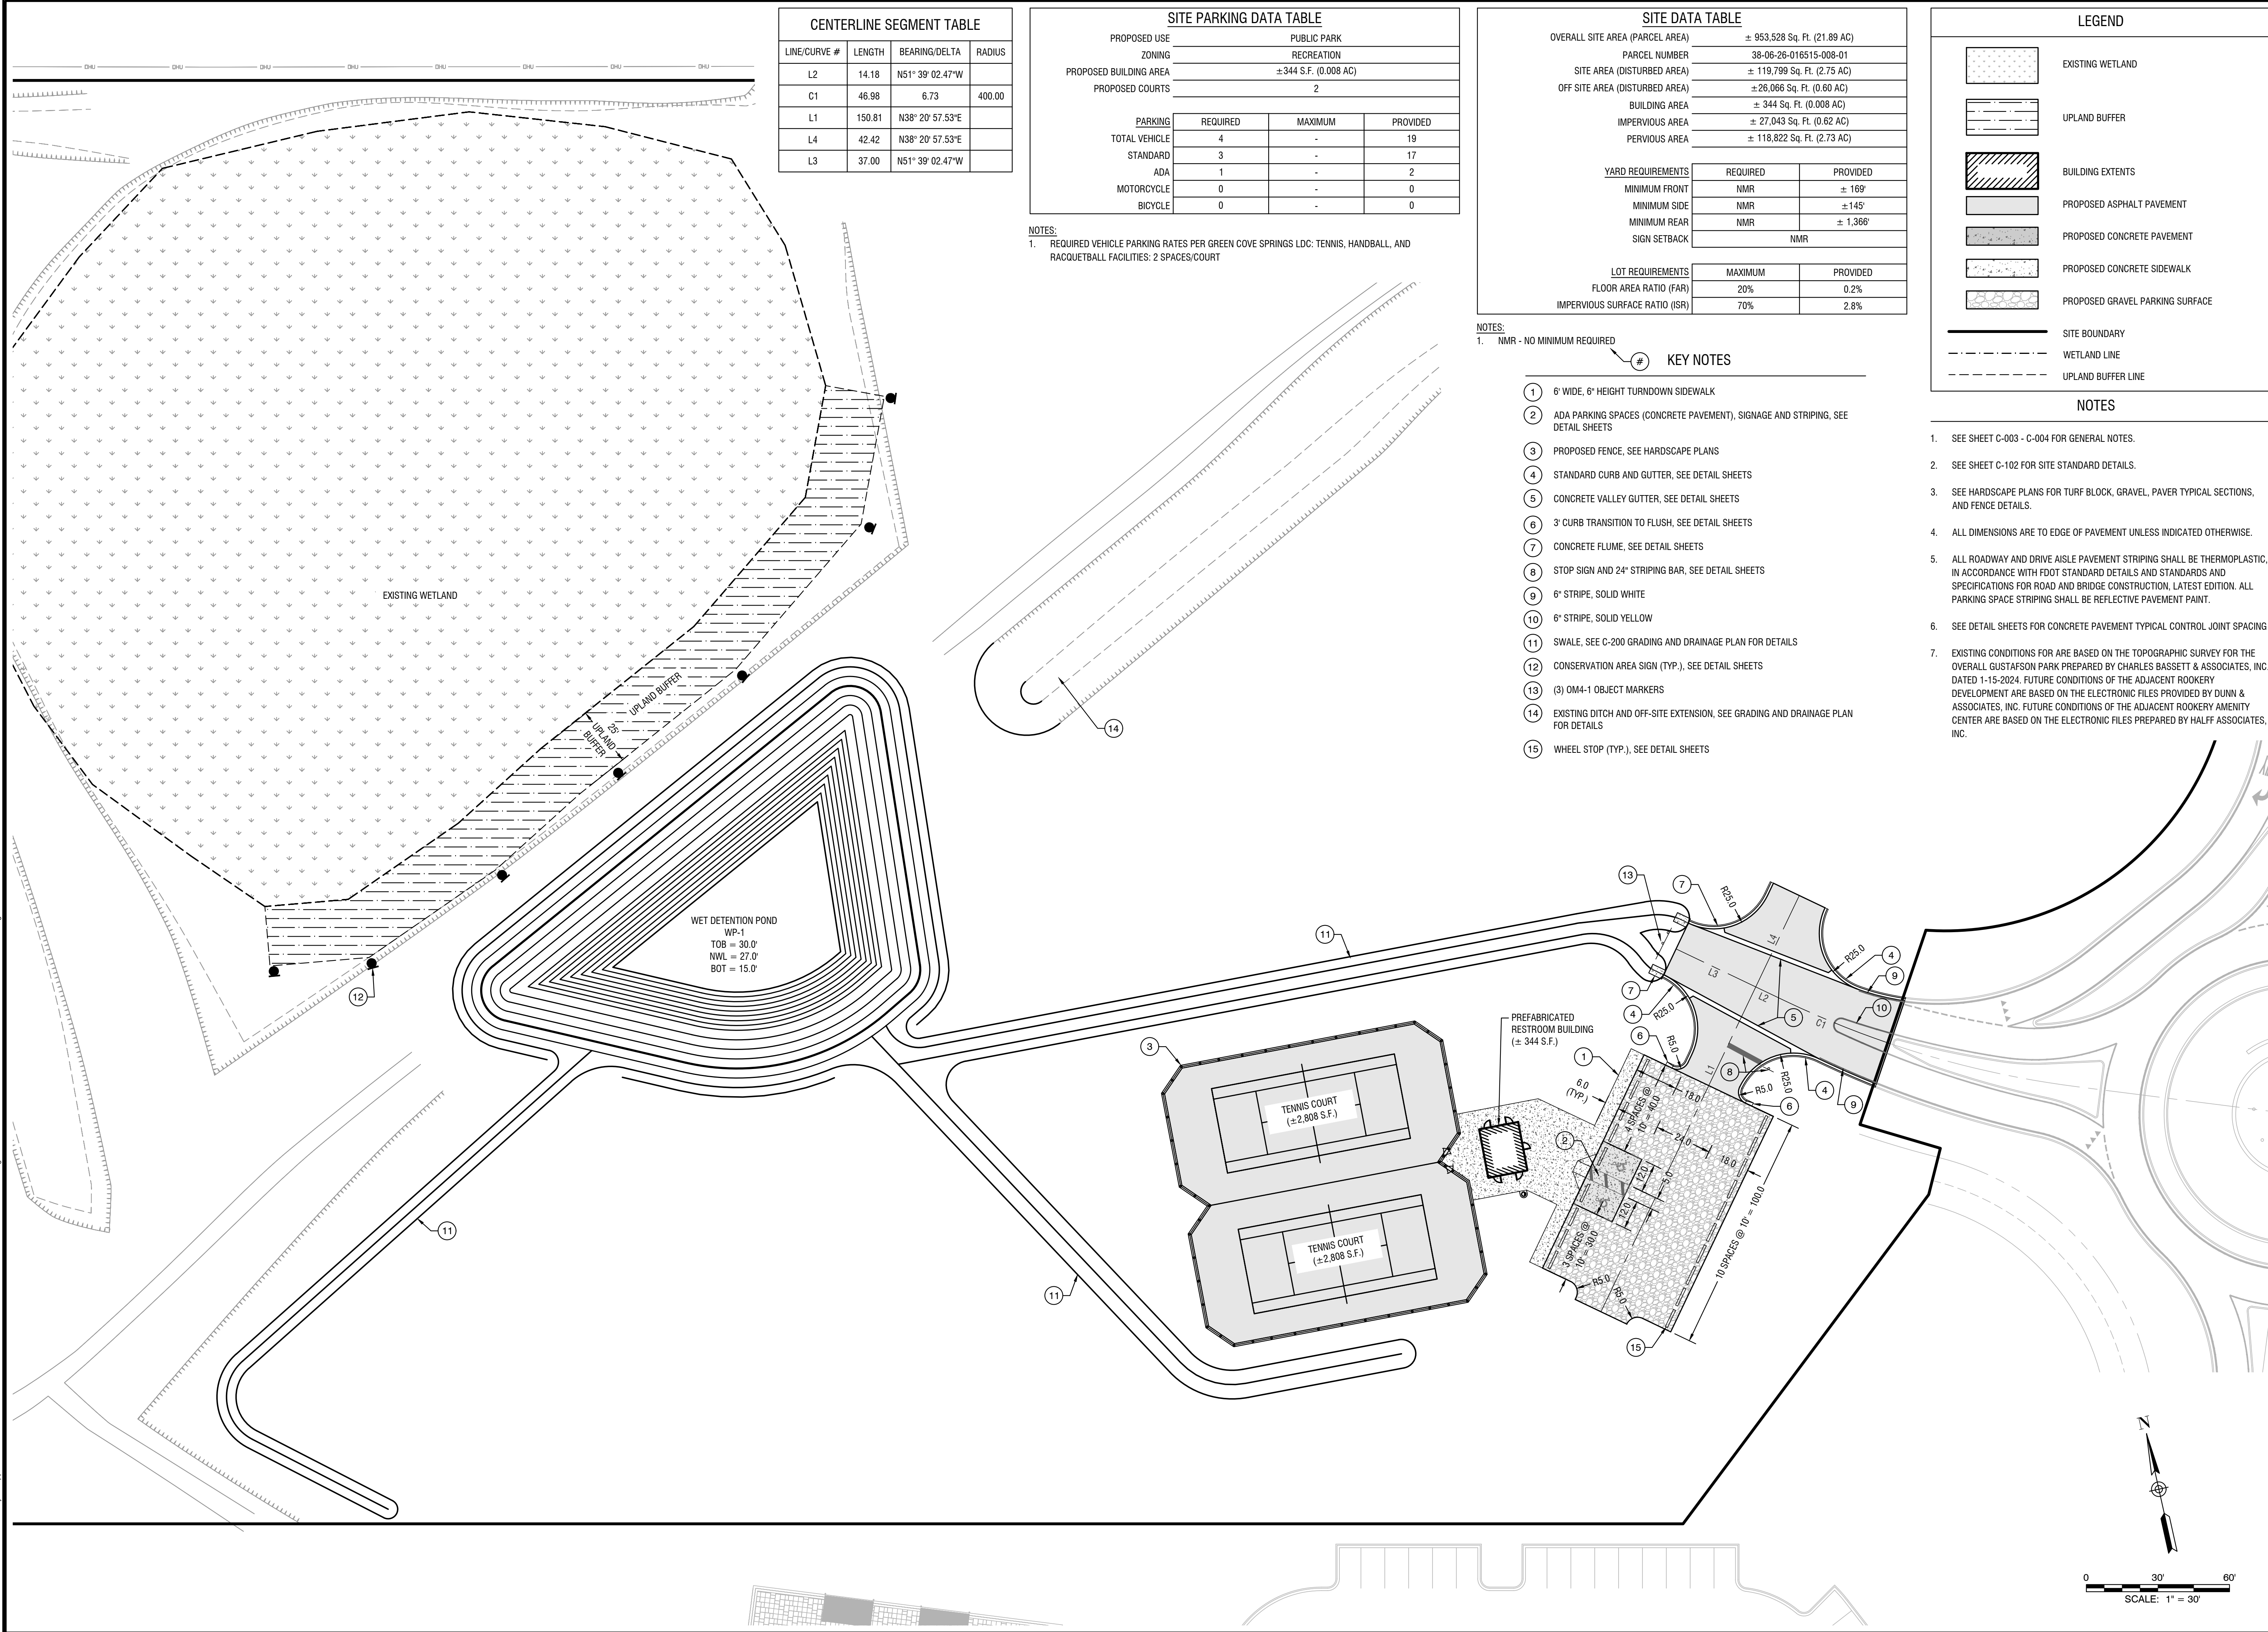 CENTERLINE SEGMENT TABLE
LINE/CURVE # LENGTH BEARING/DELTA RADIUS
L2 14.18 N51° 39' 02.47"W
C1 46.98 6.73 400.00
L1 150.81 N38° 20' 57.53"E
L4 42.42 N38° 20' 57.53"E
L3 37.00 N51° 39' 02.47"W
SITE PARKING DATA TABLE
PROPOSED USE PUBLIC PARK
ZONING RECREATION
PROPOSED BUILDING AREA ±344 S.F. (0.008 AC)
PROPOSED COURTS 2
PARKING REQUIRED MAXIMUM PROVIDED
TOTAL VEHICLE 4 - 19
STANDARD 3 - 17
ADA 1 - 2
MOTORCYCLE 0 - 0
BICYCLE 0 - 0
NOTES:
1. REQUIRED VEHICLE PARKING RATES PER GREEN COVE SPRINGS LDC: TENNIS, HANDBALL, AND
RACQUETBALL FACILITIES: 2 SPACES/COURT
SITE DATA TABLE
OVERALL SITE AREA (PARCEL AREA) ± 953,528 Sq. Ft. (21.89 AC)
PARCEL NUMBER 38-06-26-016515-008-01
SITE AREA (DISTURBED AREA) ± 119,799 Sq. Ft. (2.75 AC)
OFF SITE AREA (DISTURBED AREA) ±26,066 Sq. Ft. (0.60 AC)
BUILDING AREA ± 344 Sq. Ft. (0.008 AC)
IMPERVIOUS AREA ± 27,043 Sq. Ft. (0.62 AC)
PERVIOUS AREA ± 118,822 Sq. Ft. (2.73 AC)
YARD REQUIREMENTS REQUIRED PROVIDED
MINIMUM FRONT NMR ± 169'
MINIMUM SIDE NMR ±145'
MINIMUM REAR NMR ± 1,366'
SIGN SETBACK NMR
LOT REQUIREMENTS MAXIMUM PROVIDED
FLOOR AREA RATIO (FAR) 20% 0.2%
IMPERVIOUS SURFACE RATIO (ISR) 70% 2.8%
NOTES:
1. NMR - NO MINIMUM REQUIRED
# KEY NOTES
1 6' WIDE, 6" HEIGHT TURNDOWN SIDEWALK
2 ADA PARKING SPACES (CONCRETE PAVEMENT), SIGNAGE AND STRIPING, SEE
DETAIL SHEETS
3 PROPOSED FENCE, SEE HARDSCAPE PLANS
4 STANDARD CURB AND GUTTER, SEE DETAIL SHEETS
5 CONCRETE VALLEY GUTTER, SEE DETAIL SHEETS
6 3' CURB TRANSITION TO FLUSH, SEE DETAIL SHEETS
7 CONCRETE FLUME, SEE DETAIL SHEETS
8 STOP SIGN AND 24" STRIPING BAR, SEE DETAIL SHEETS
9 6" STRIPE, SOLID WHITE
10 6" STRIPE, SOLID YELLOW
11 SWALE, SEE C-200 GRADING AND DRAINAGE PLAN FOR DETAILS
12 CONSERVATION AREA SIGN (TYP.), SEE DETAIL SHEETS
13 (3) OM4-1 OBJECT MARKERS
14 EXISTING DITCH AND OFF-SITE EXTENSION, SEE GRADING AND DRAINAGE PLAN
FOR DETAILS
15 WHEEL STOP (TYP.), SEE DETAIL SHEETS
LEGEND
EXISTING WETLAND
UPLAND BUFFER
BUILDING EXTENTS
PROPOSED ASPHALT PAVEMENT
PROPOSED CONCRETE PAVEMENT
PROPOSED CONCRETE SIDEWALK
PROPOSED GRAVEL PARKING SURFACE
SITE BOUNDARY
WETLAND LINE
UPLAND BUFFER LINE
NOTES
1. SEE SHEET C-003 - C-004 FOR GENERAL NOTES.
2. SEE SHEET C-102 FOR SITE STANDARD DETAILS.
3. SEE HARDSCAPE PLANS FOR TURF BLOCK, GRAVEL, PAVER TYPICAL SECTIONS,
AND FENCE DETAILS.
4. ALL DIMENSIONS ARE TO EDGE OF PAVEMENT UNLESS INDICATED OTHERWISE.
5. ALL ROADWAY AND DRIVE AISLE PAVEMENT STRIPING SHALL BE THERMOPLASTIC,
IN ACCORDANCE WITH FDOT STANDARD DETAILS AND STANDARDS AND
SPECIFICATIONS FOR ROAD AND BRIDGE CONSTRUCTION, LATEST EDITION. ALL
PARKING SPACE STRIPING SHALL BE REFLECTIVE PAVEMENT PAINT.
6. SEE DETAIL SHEETS FOR CONCRETE PAVEMENT TYPICAL CONTROL JOINT SPACING
7. EXISTING CONDITIONS FOR ARE BASED ON THE TOPOGRAPHIC SURVEY FOR THE
OVERALL GUSTAFSON PARK PREPARED BY CHARLES BASSETT & ASSOCIATES, INC
DATED 1-15-2024. FUTURE CONDITIONS OF THE ADJACENT ROOKERY
DEVELOPMENT ARE BASED ON THE ELECTRONIC FILES PROVIDED BY DUNN &
ASSOCIATES, INC. FUTURE CONDITIONS OF THE ADJACENT ROOKERY AMENITY
CENTER ARE BASED ON THE ELECTRONIC FILES PREPARED BY HALFF ASSOCIATES,
INC.
OHU OHU OHU OHU OHU OHU OHU OHU
EXISTING WETLAND
UPLAND BUFFER
25'
UPLAND
BUFFER
12
14
WET DETENTION POND
WP-1
TOB = 30.0'
NWL = 27.0'
BOT = 15.0'
11
11
11
3
TENNIS COURT
(±2,808 S.F.)
TENNIS COURT
(±2,808 S.F.)
PREFABRICATED
RESTROOM BUILDING
(± 344 S.F.)
13
7
R25.0
L4
R25.0
4
9
L3
L2
10
C1
7
4
R25.0
5
6
R5.0
1
6.0
(TYP.)
L1
8
R25.0
R5.0
4
9
6
18.0
4 SPACES @
10' = 40.0
2
24.0
18.0
12.0
5.0
12.0
3 SPACES @
10' = 30.0
10 SPACES @ 10' = 100.0
R5.0
R5.0
15
N
0 30' 60'
SCALE: 1" = 30'